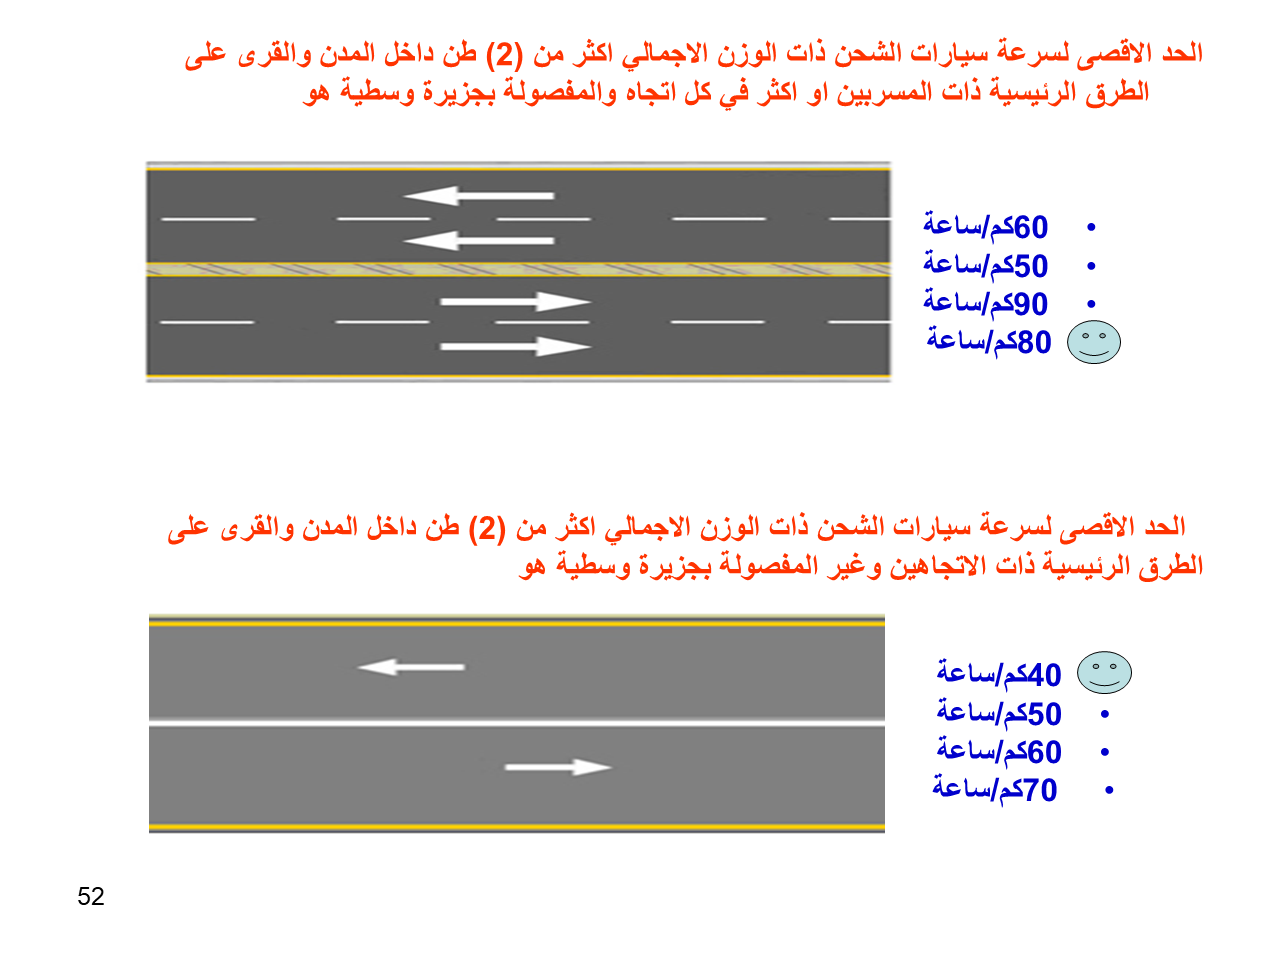 الحد الاقصى لسرعة سيارات الشحن ذات الوزن الاجمالي اكثر من (2) طن داخل المدن والقرى على
الطرق الرئيسية ذات المسربين او اكثر في كل اتجاه والمفصولة بجزيرة وسطية هو
• 60كم/ساعة
• 50كم/ساعة
• 90كم/ساعة
80كم/ساعة
الحد الاقصى لسرعة سيارات الشحن ذات الوزن الاجمالي اكثر من (2) طن داخل المدن والقرى على
الطرق الرئيسية ذات الاتجاهين وغير المفصولة بجزيرة وسطية هو
40كم/ساعة
• 50كم/ساعة
• 60كم/ساعة
• 70كم/ساعة
52